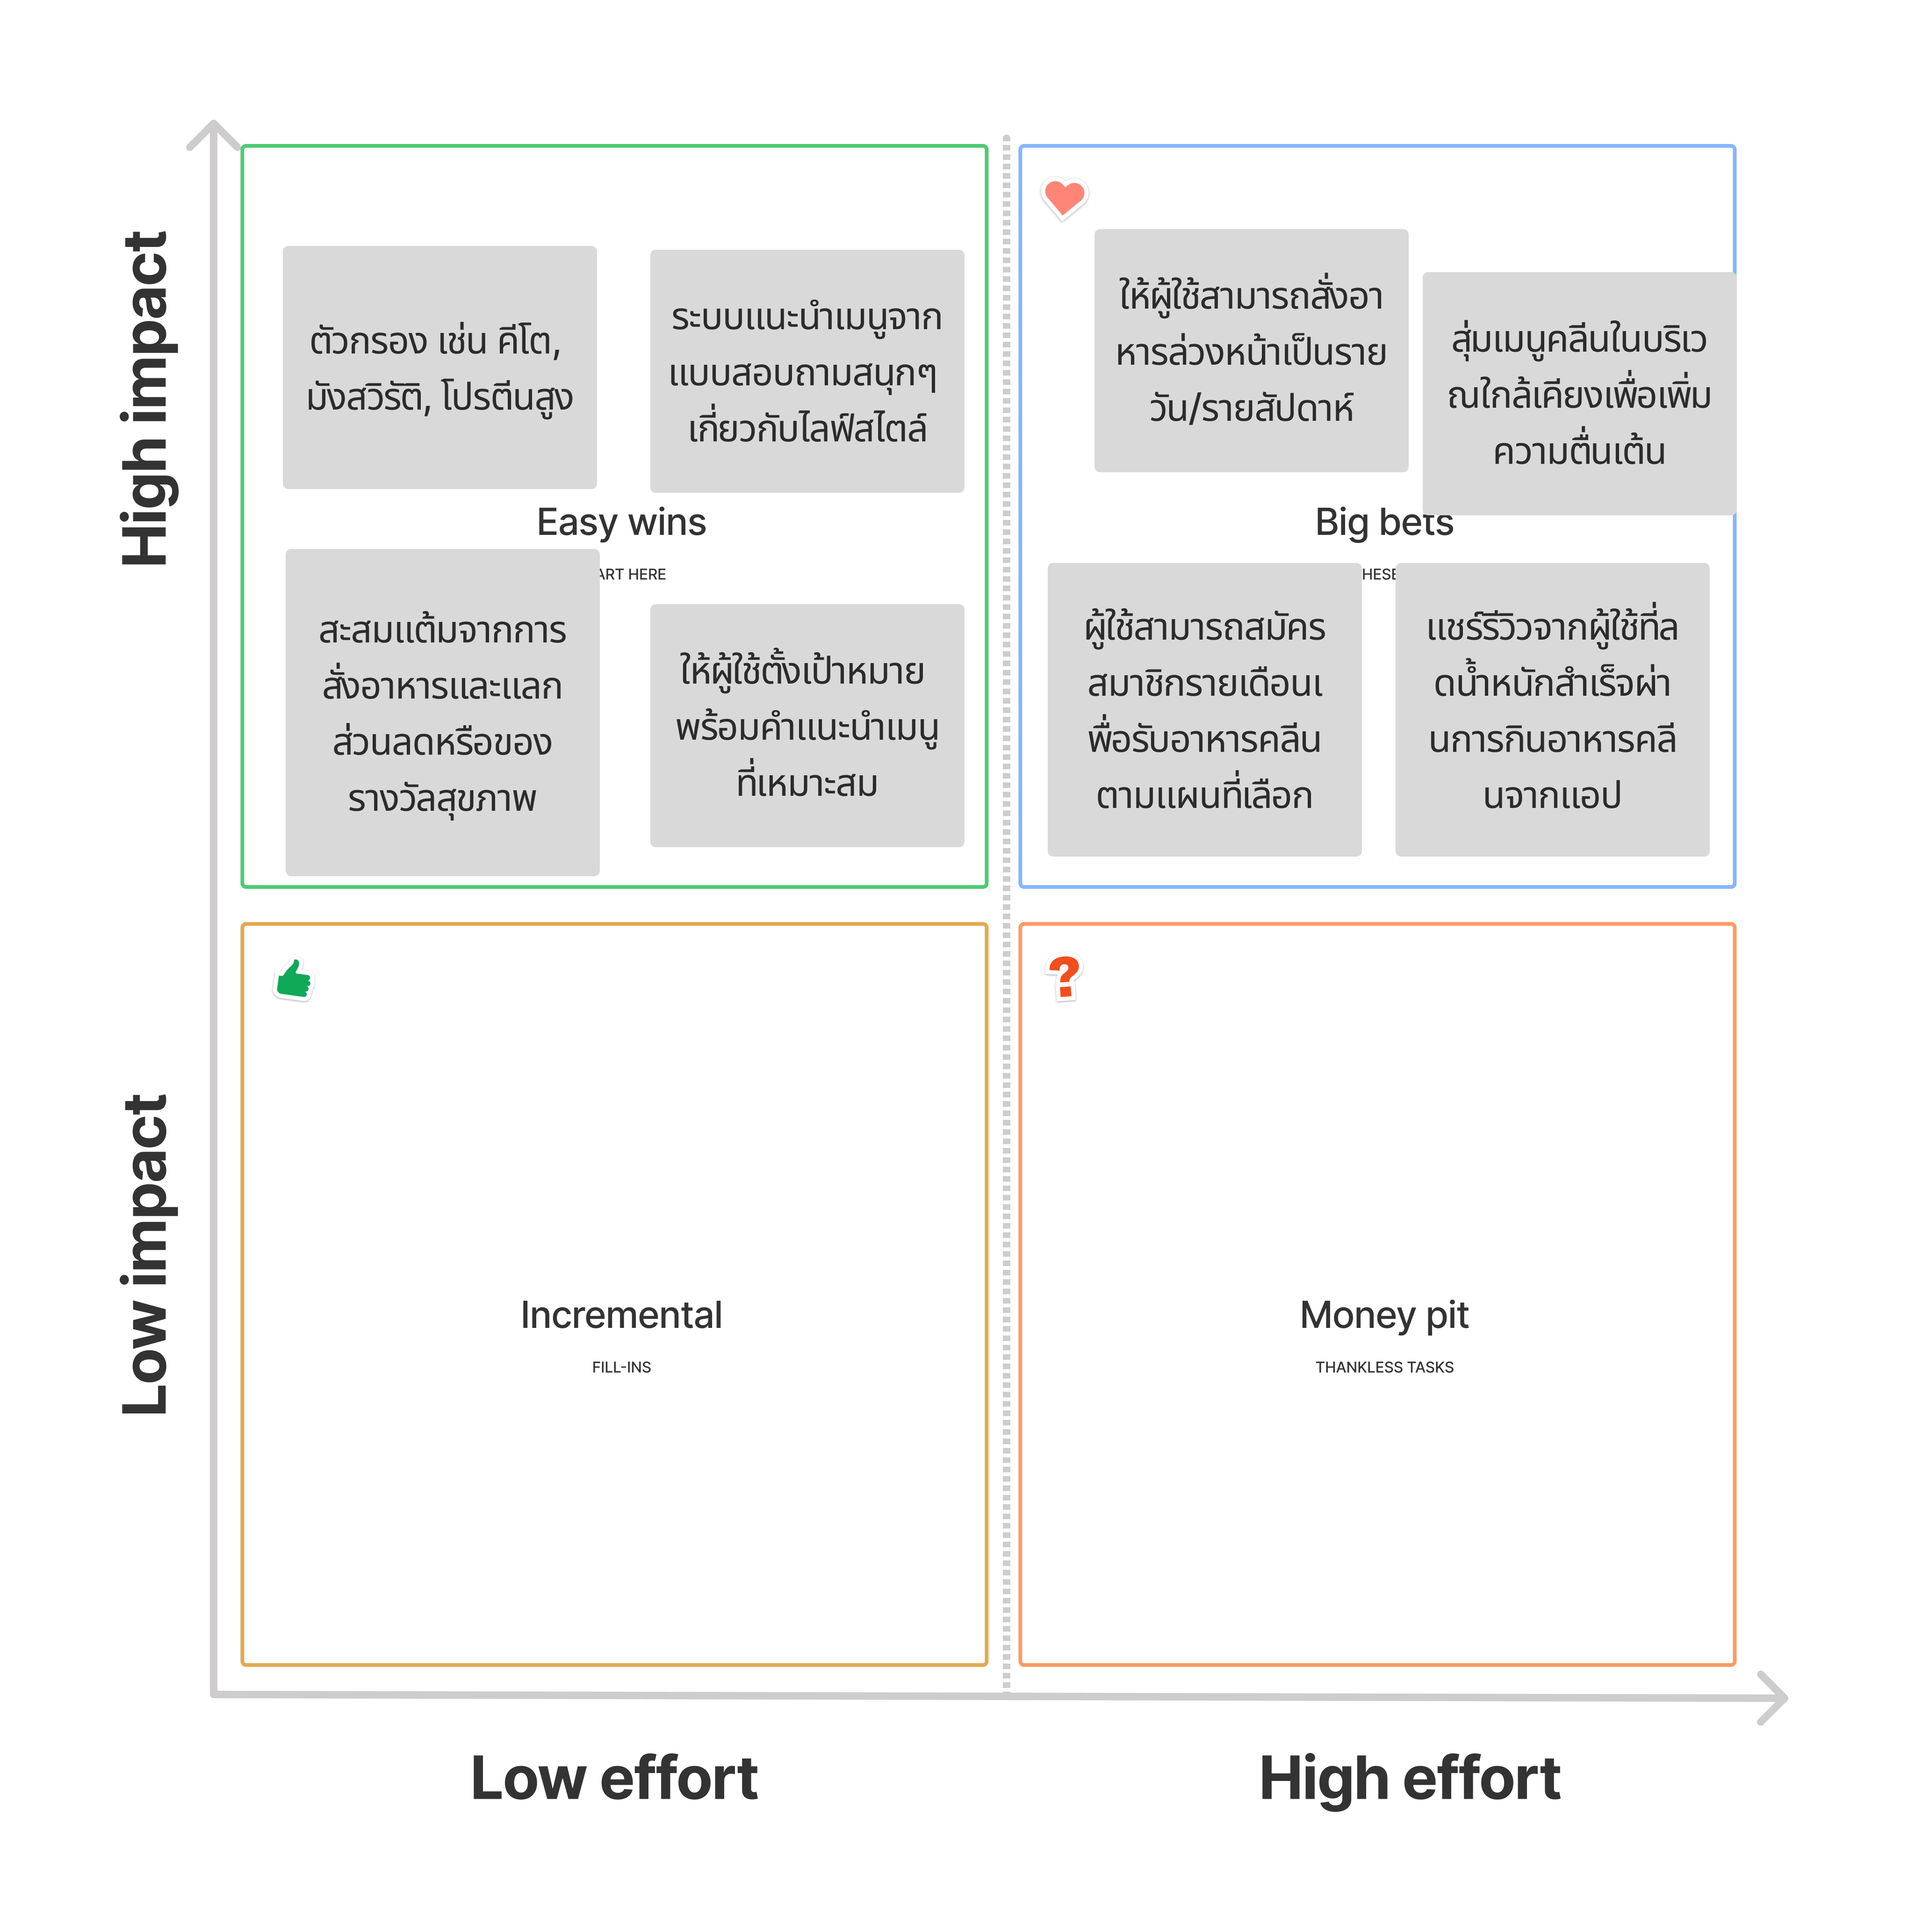 High impact
ตัวกรอง เช่น คีโต,
มังสวิรัติ, โปรตีนสูง
ระบบแนะนำเมนูจาก
แบบสอบถามสนุกๆ
เกี่ยวกับไลฟ์สไตล์
Easy wins
ART HERE
สะสมแต้มจากการ
สั่งอาหารและแลก
ส่วนลดหรือของ
รางวัลสุขภาพ
ให้ผู้ใช้ตั้งเป้าหมาย
พร้อมคำแนะนำเมนู
ที่เหมาะสม
ให้ผู้ใช้สามารถสั่งอา
หารล่วงหน้าเป็นราย
วัน/รายสัปดาห์
สุ่มเมนูคลีนในบริเว
ณใกล้เคียงเพื่อเพิ่ม
ความตื่นเต้น
Big bets
HESE
ผู้ใช้สามารถสมัคร
สมาชิกรายเดือนเ
พื่อรับอาหารคลีน
ตามแผนที่เลือก
แชร์รีวิวจากผู้ใช้ที่ล
ดน้ำหนักสำเร็จผ่า
นการกินอาหารคลี
นจากแอป
Low impact
Incremental
FILL-INS
Money pit
THANKLESS TASKS
Low effort
High effort